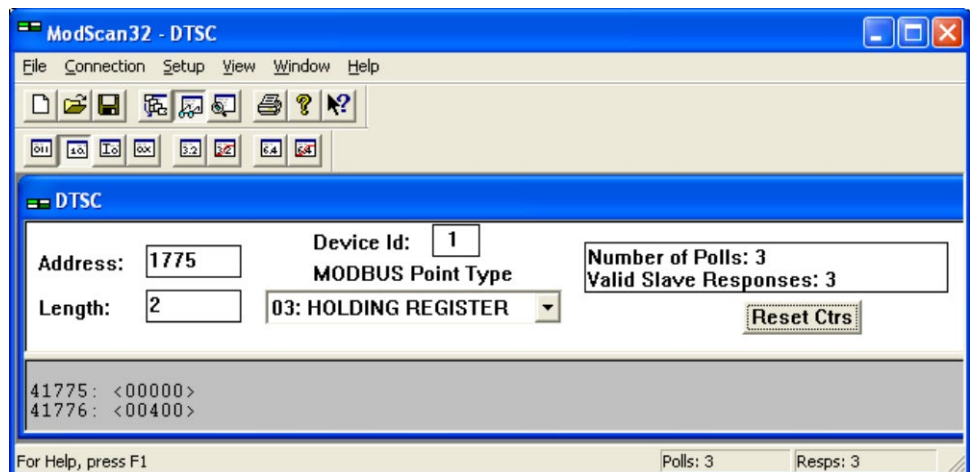 ModScan32 - DTSC
File Connection Setup View Window Help
DTSC
Address: 1775
Device Id: 1
MODBUS Point Type
Length: 2
03: HOLDING REGISTER
Number of Polls: 3
Valid Slave Responses: 3
Reset Ctrs
41775: <00000>
41776: <00400>
For Help, press F1
Polls: 3
Resps: 3